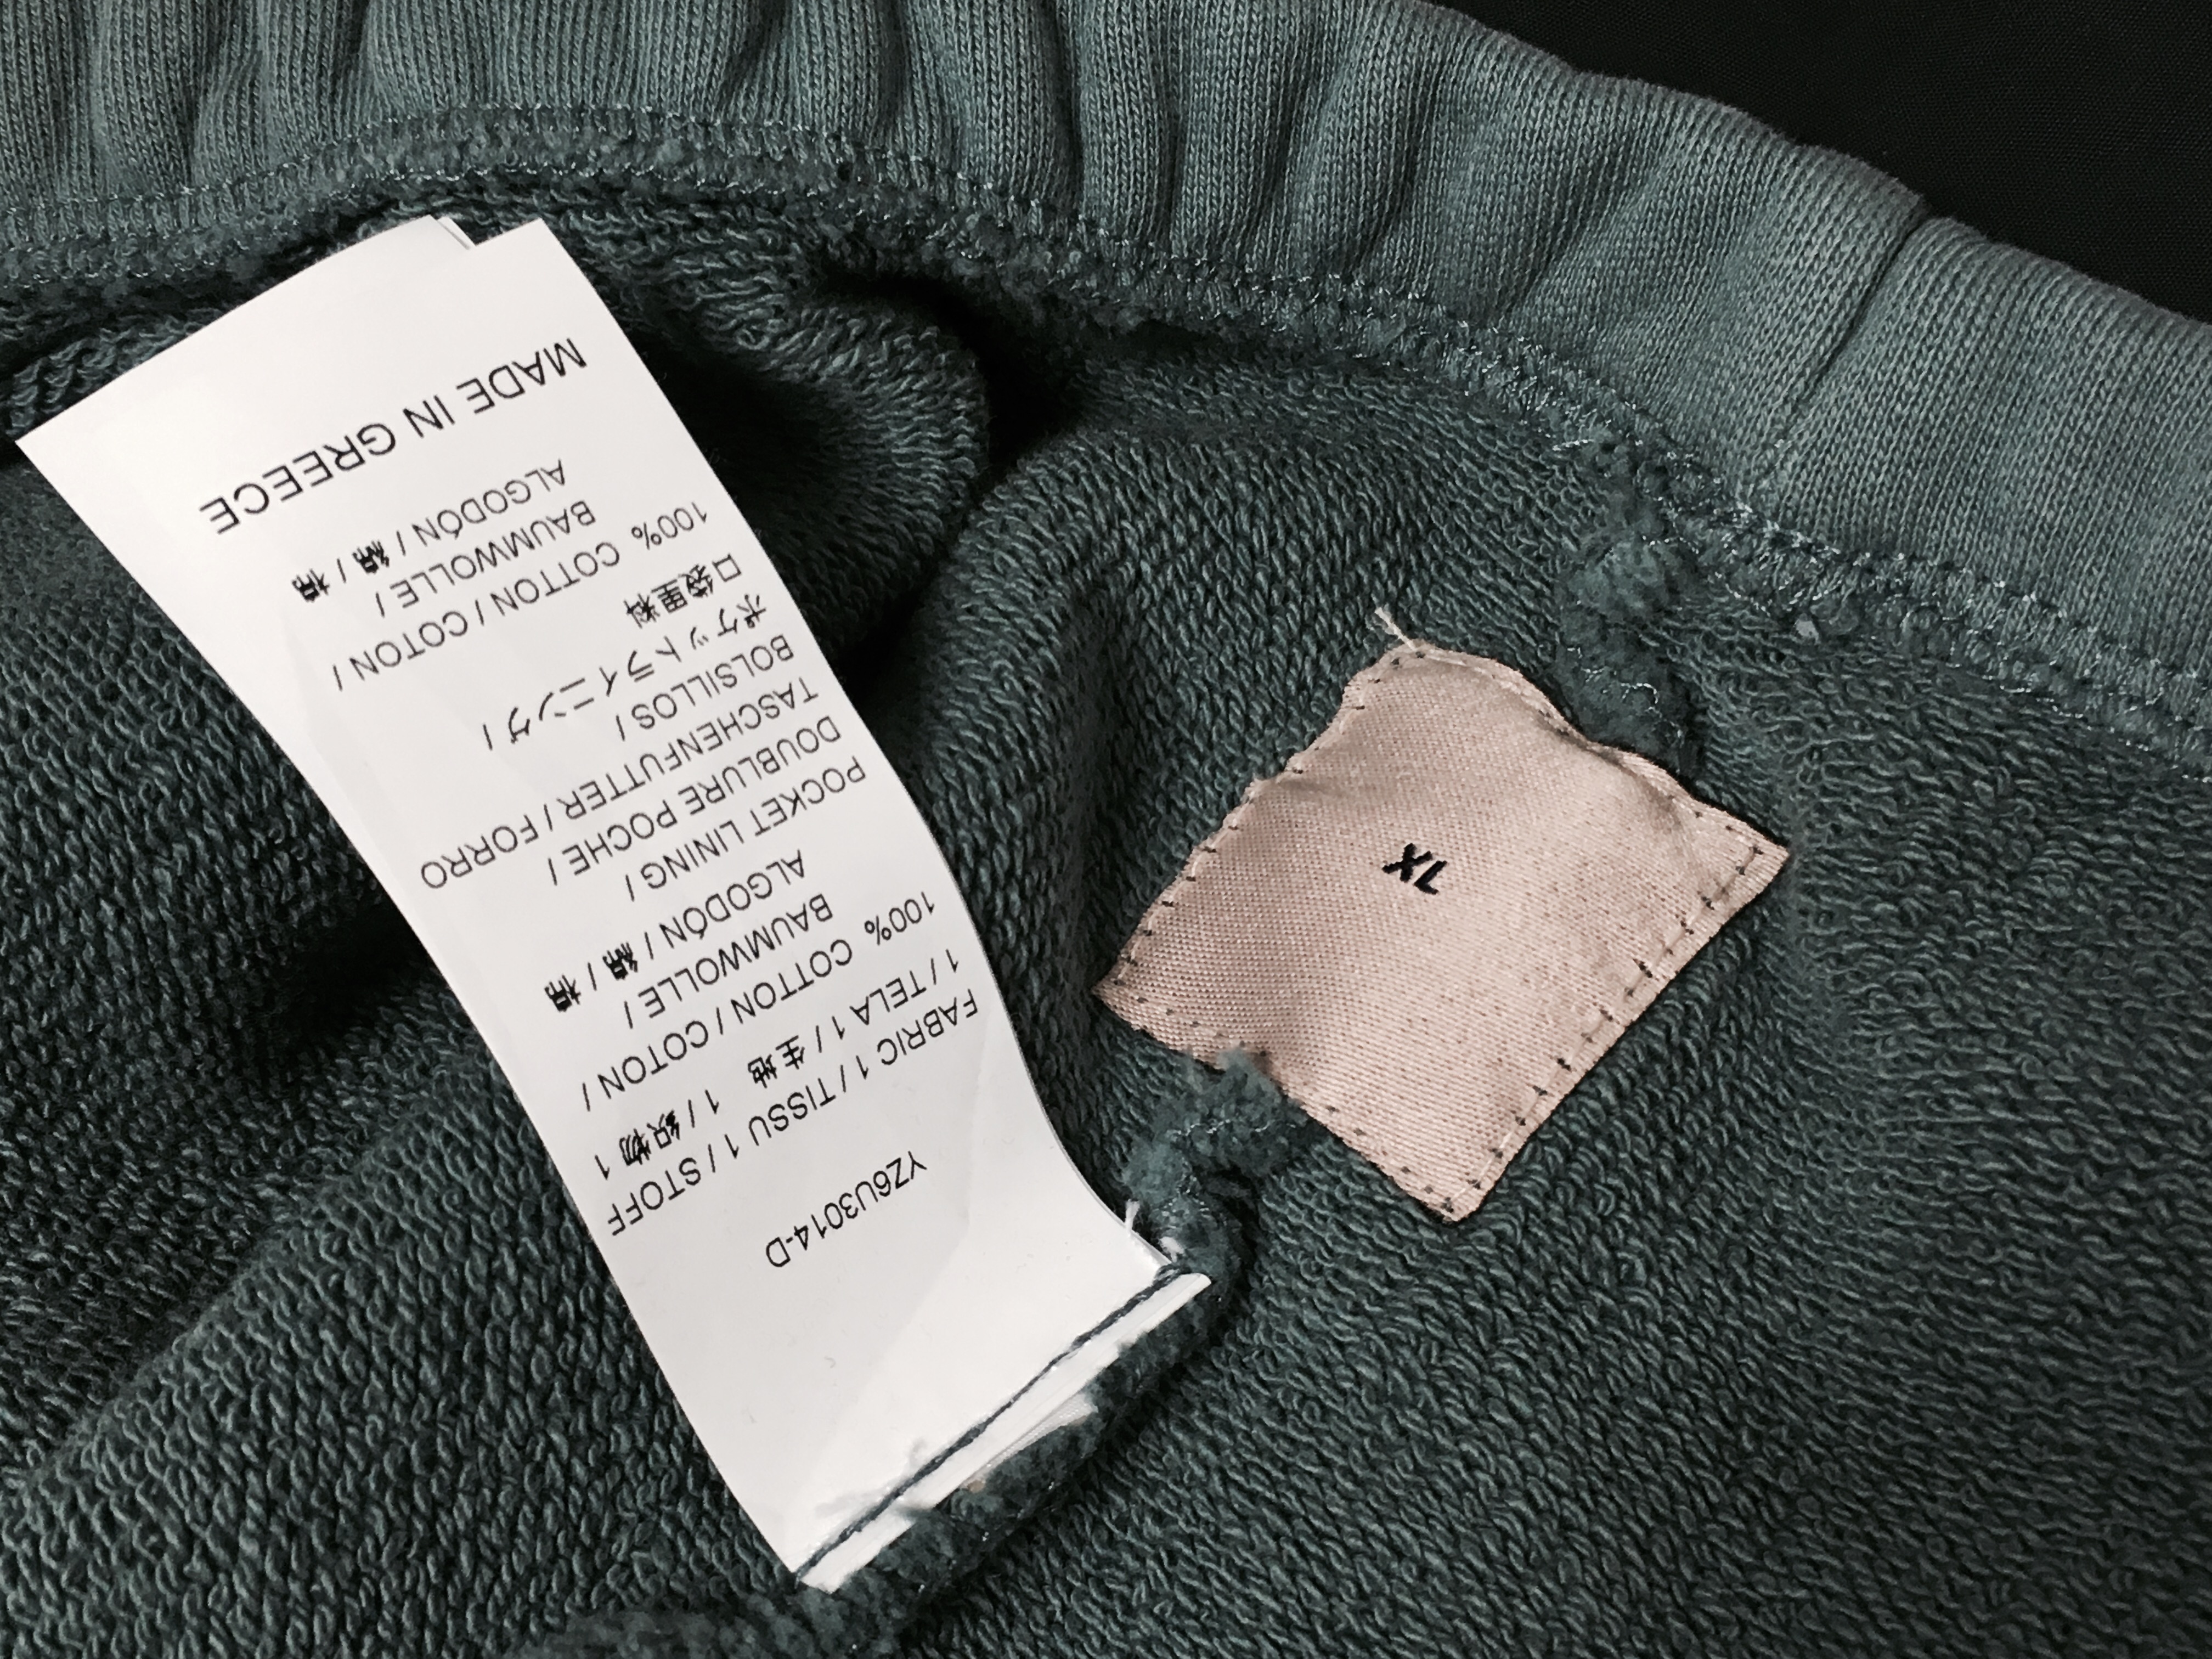 YZ6U3014-D
FABRIC 1 / TISSU 1 / STOFF
1 / TELA 1 / 生地 1 / 织物 1
100% COTTON / COTON /
BAUMWOLLE /
ALGODÓN / 綿 / 棉
POCKET LINING /
DOUBLURE POCHE /
TASCHENFUTTER / FORRO
BOLSILLOS /
ポケットライニング /
口袋里料
100% COTTON / COTON /
BAUMWOLLE /
ALGODÓN / 綿 / 棉
MADE IN GREECE
XL